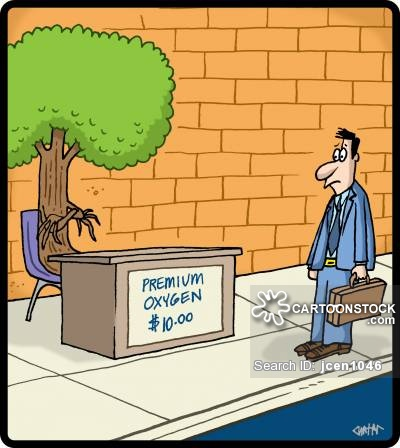 PREMIUM
OXYGEN
$10.00
CARTOONSTOCK
.com
Search ID: jcen1046